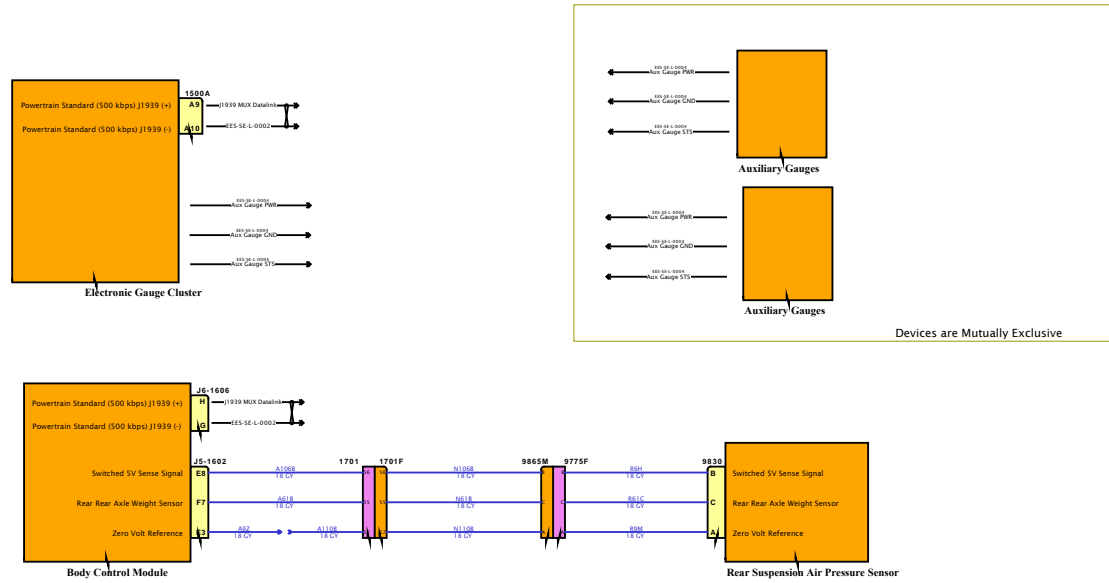 EES-SE-L-0004
Aux Gauge PWR
EES-SE-L-0004
Aux Gauge GND
EES-SE-L-0004
Aux Gauge STS
Auxiliary Gauges
EES-SE-L-0004
Aux Gauge PWR
EES-SE-L-0004
Aux Gauge GND
EES-SE-L-0004
Aux Gauge STS
Auxiliary Gauges
Devices are Mutually Exclusive
1500A
Powertrain Standard (500 kbps) J1939 (+) A9 J1939 MUX Datalink
Powertrain Standard (500 kbps) J1939 (-) A10 EES-SE-L-0002
EES-SE-L-0004
Aux Gauge PWR
EES-SE-L-0004
Aux Gauge GND
EES-SE-L-0004
Aux Gauge STS
Electronic Gauge Cluster
J6-1606
Powertrain Standard (500 kbps) J1939 (+) H J1939 MUX Datalink
Powertrain Standard (500 kbps) J1939 (-) G EES-SE-L-0002
J5-1602 1701 1701F 9865M 9775F 9830
Switched 5V Sense Signal E8 A106B 18 GY S6 S6 N106B 18 GY B B R6H 18 GY B Switched 5V Sense Signal
Rear Rear Axle Weight Sensor F7 A61B 18 GY S5 S5 N61B 18 GY C C R61C 18 GY C Rear Rear Axle Weight Sensor
Zero Volt Reference E3 A9Z 18 GY A110B 18 GY N110B 18 GY A A R9M 18 GY A Zero Volt Reference
Body Control Module
Rear Suspension Air Pressure Sensor